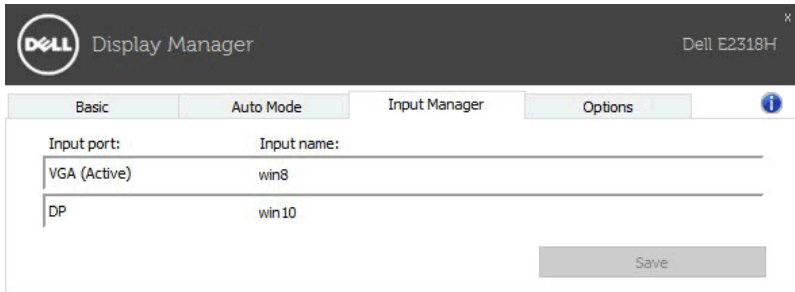 DELL Display Manager Dell E2318H x
Basic Auto Mode Input Manager Options
Input port: Input name:
VGA (Active) win8
DP win10
Save